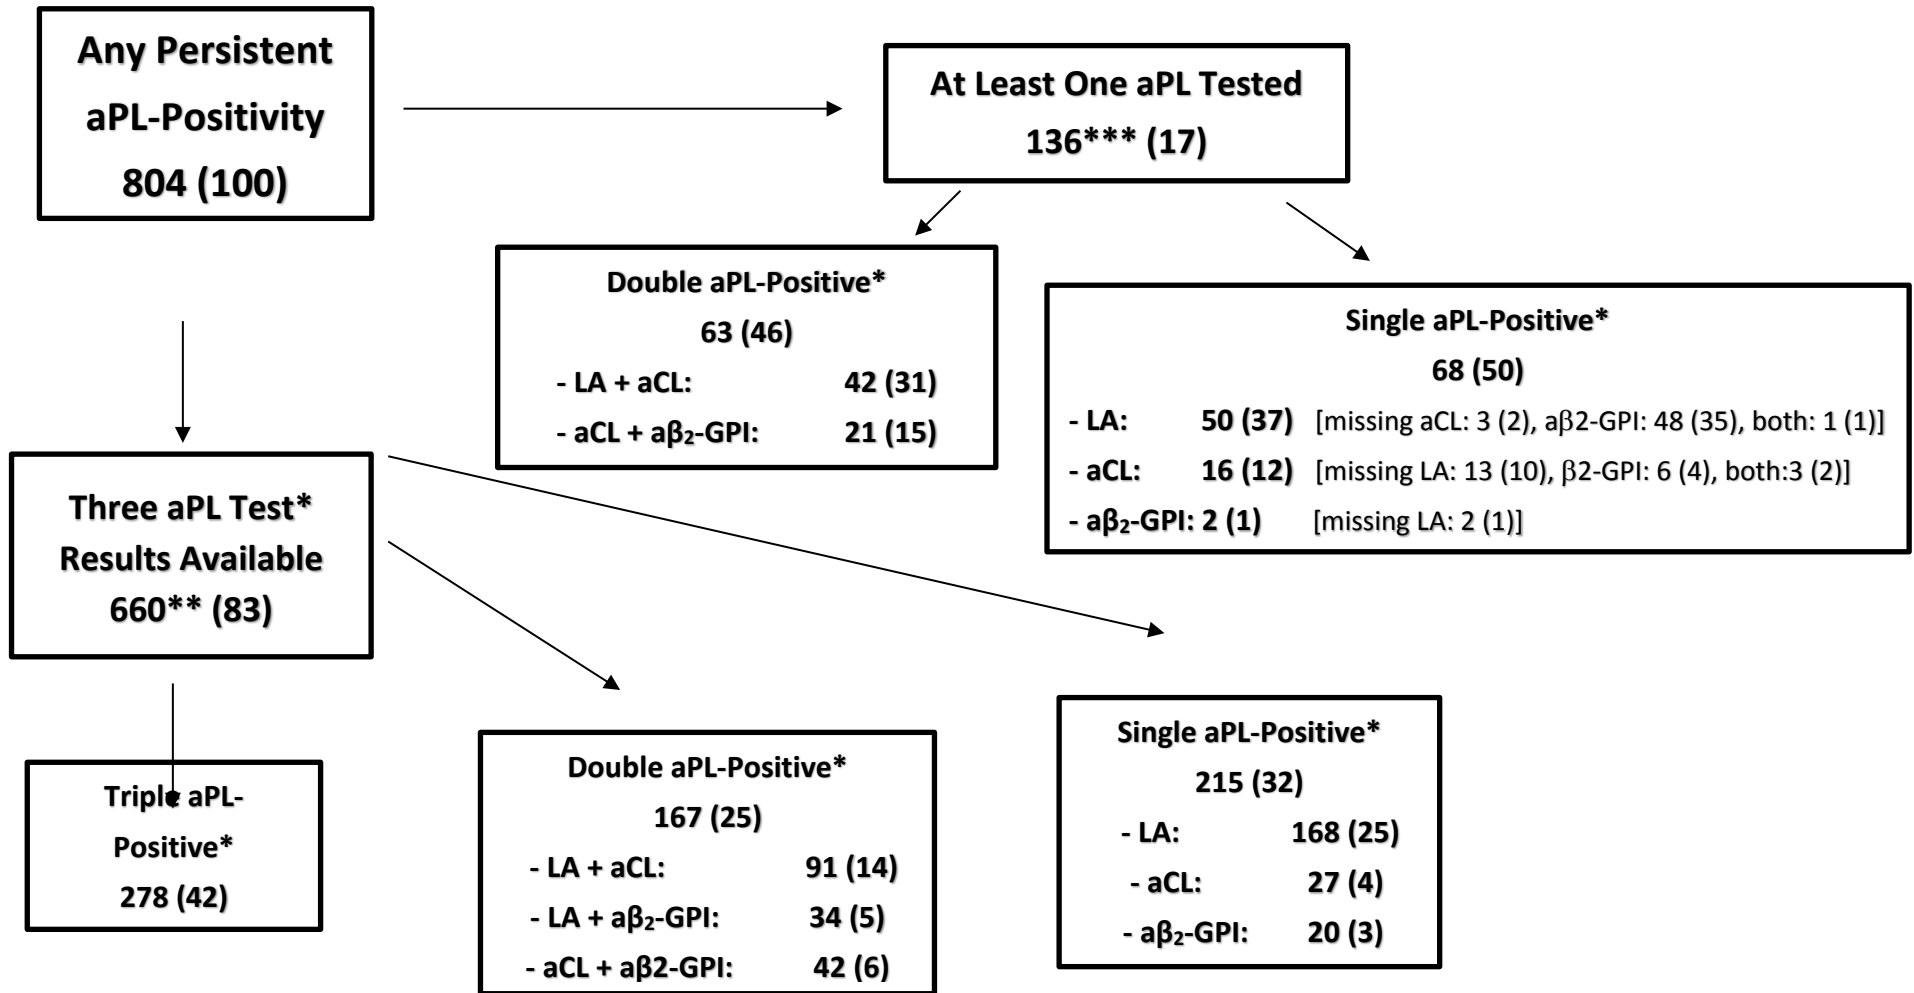 Any Persistent
aPL-Positivity
804 (100)
At Least One aPL Tested
136*** (17)
Double aPL-Positive*
63 (46)
- LA + aCL: 42 (31)
- aCL + aβ₂-GPI: 21 (15)
Single aPL-Positive*
68 (50)
- LA: 50 (37) [missing aCL: 3 (2), aβ2-GPI: 48 (35), both: 1 (1)]
- aCL: 16 (12) [missing LA: 13 (10), β2-GPI: 6 (4), both:3 (2)]
- aβ₂-GPI: 2 (1) [missing LA: 2 (1)]
Three aPL Test*
Results Available
660** (83)
Triple aPL-
Positive*
278 (42)
Double aPL-Positive*
167 (25)
- LA + aCL: 91 (14)
- LA + aβ₂-GPI: 34 (5)
- aCL + aβ2-GPI: 42 (6)
Single aPL-Positive*
215 (32)
- LA: 168 (25)
- aCL: 27 (4)
- aβ₂-GPI: 20 (3)